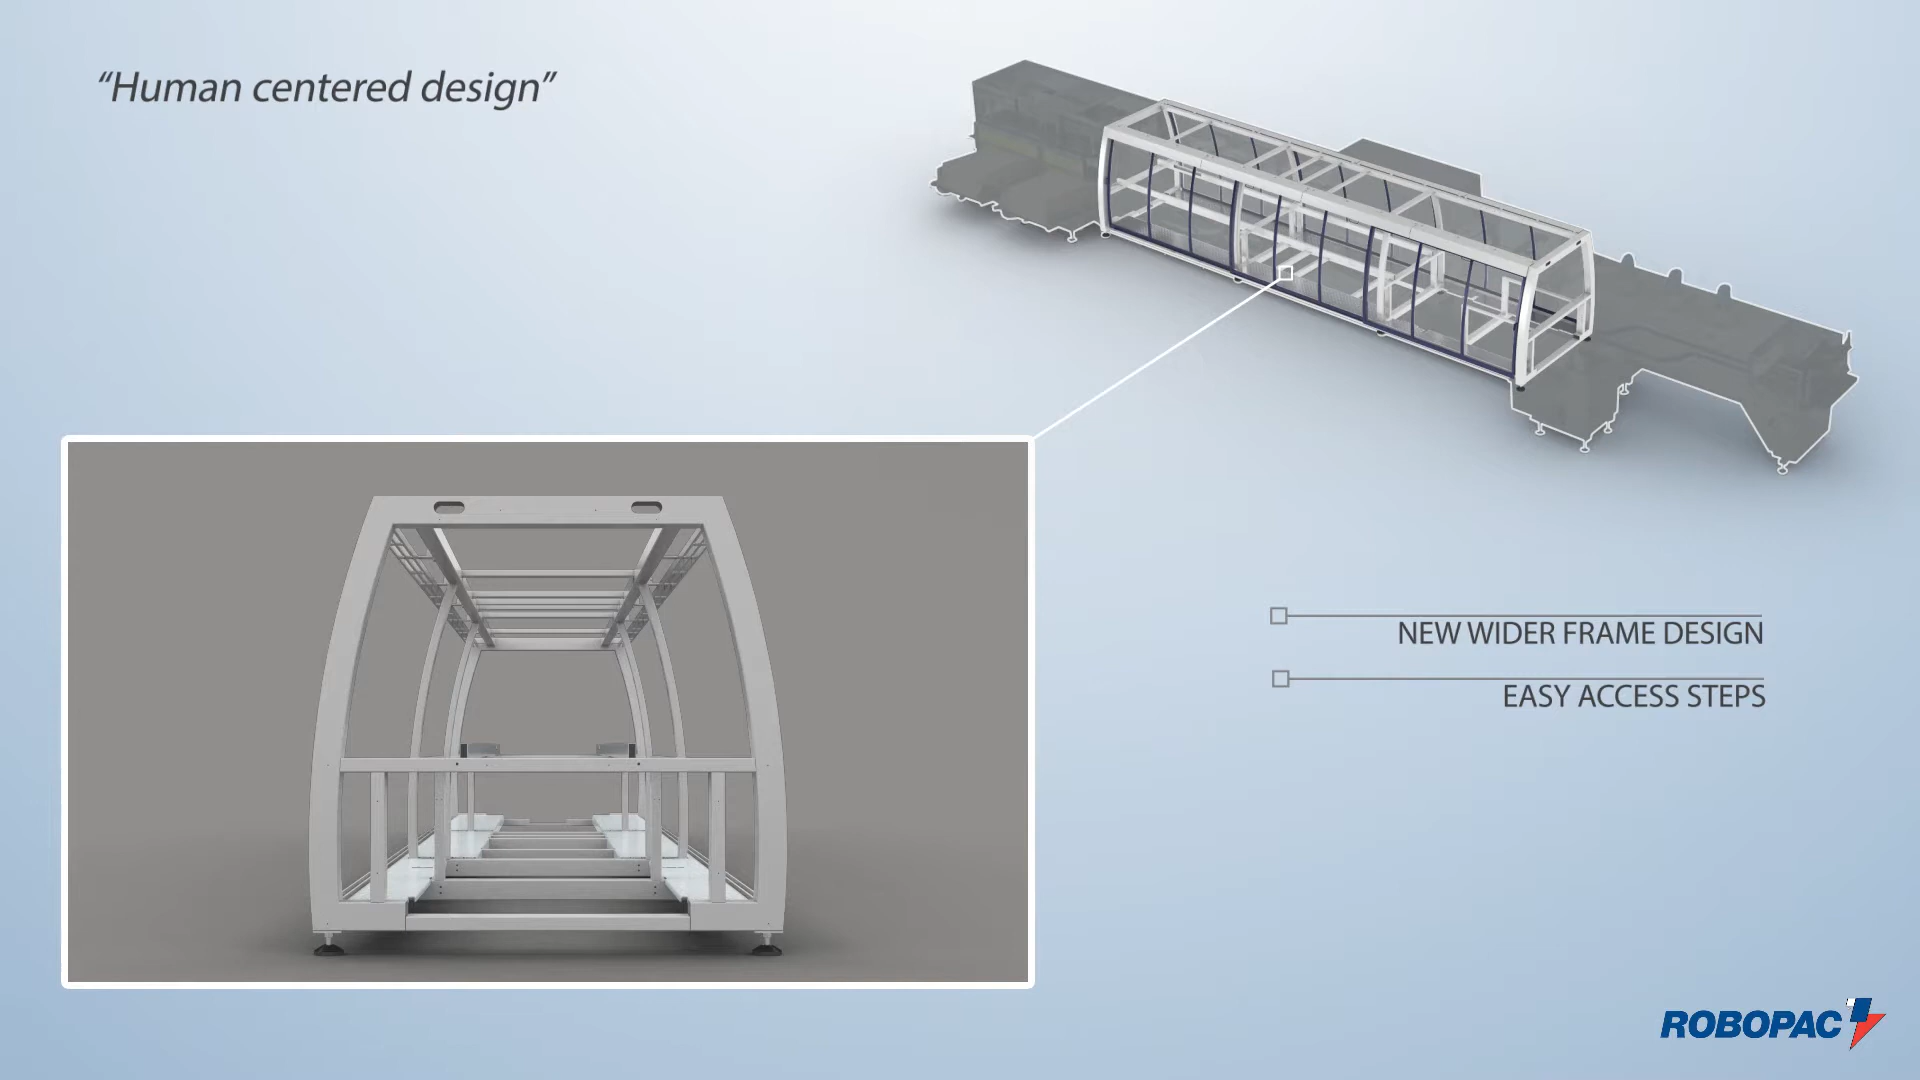 “Human centered design”
NEW WIDER FRAME DESIGN
EASY ACCESS STEPS
ROBOPAC